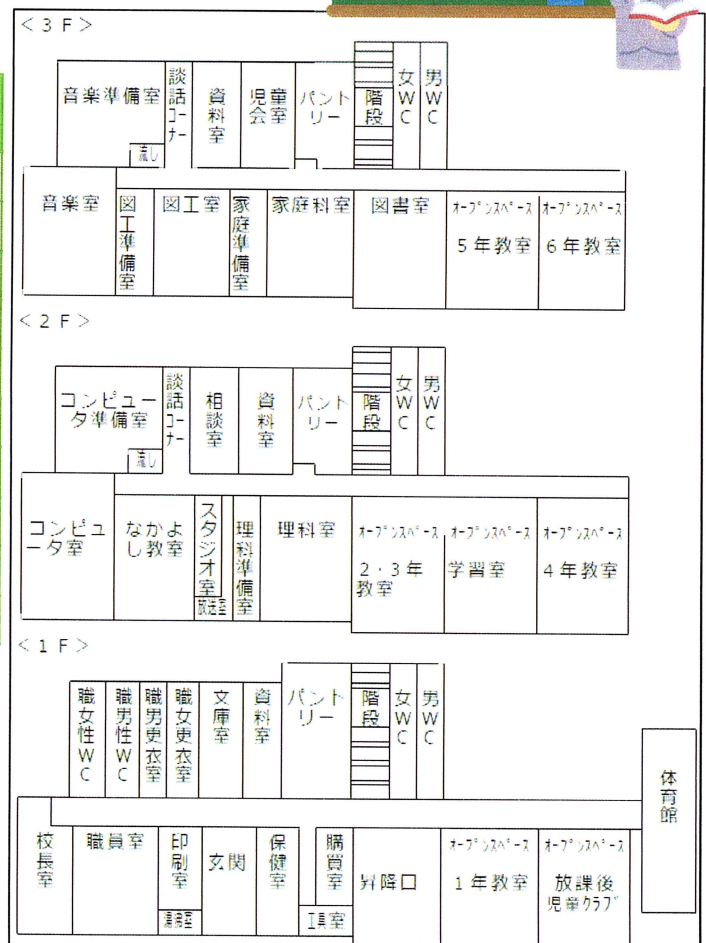 <３Ｆ>
音楽準備室
流し
談話コーナー
資料室
児童会室
パントリー
階段
女ＷＣ
男ＷＣ
音楽室
図工準備室
図工室
家庭準備室
家庭科室
図書室
ｵｰﾌﾟﾝｽﾍﾟｰｽ
５年教室
ｵｰﾌﾟﾝｽﾍﾟｰｽ
６年教室
<２Ｆ>
コンピュー
タ準備室
流し
談話コーナー
相談室
資料室
パントリー
階段
女ＷＣ
男ＷＣ
コンピュ
ータ室
なかよ
し教室
スタジオ室
放送室
理科準備室
理科室
ｵｰﾌﾟﾝｽﾍﾟｰｽ
２・３年
教室
ｵｰﾌﾟﾝｽﾍﾟｰｽ
学習室
ｵｰﾌﾟﾝｽﾍﾟｰｽ
４年教室
<１Ｆ>
職女性ＷＣ
職男性ＷＣ
職男更衣室
職女更衣室
文庫室
資料室
パントリー
階段
女ＷＣ
男ＷＣ
体育館
校長室
職員室
印刷室
湯沸室
玄関
保健室
購買室
工具室
昇降口
ｵｰﾌﾟﾝｽﾍﾟｰｽ
１年教室
ｵｰﾌﾟﾝｽﾍﾟｰｽ
放課後
児童ｸﾗﾌﾞ